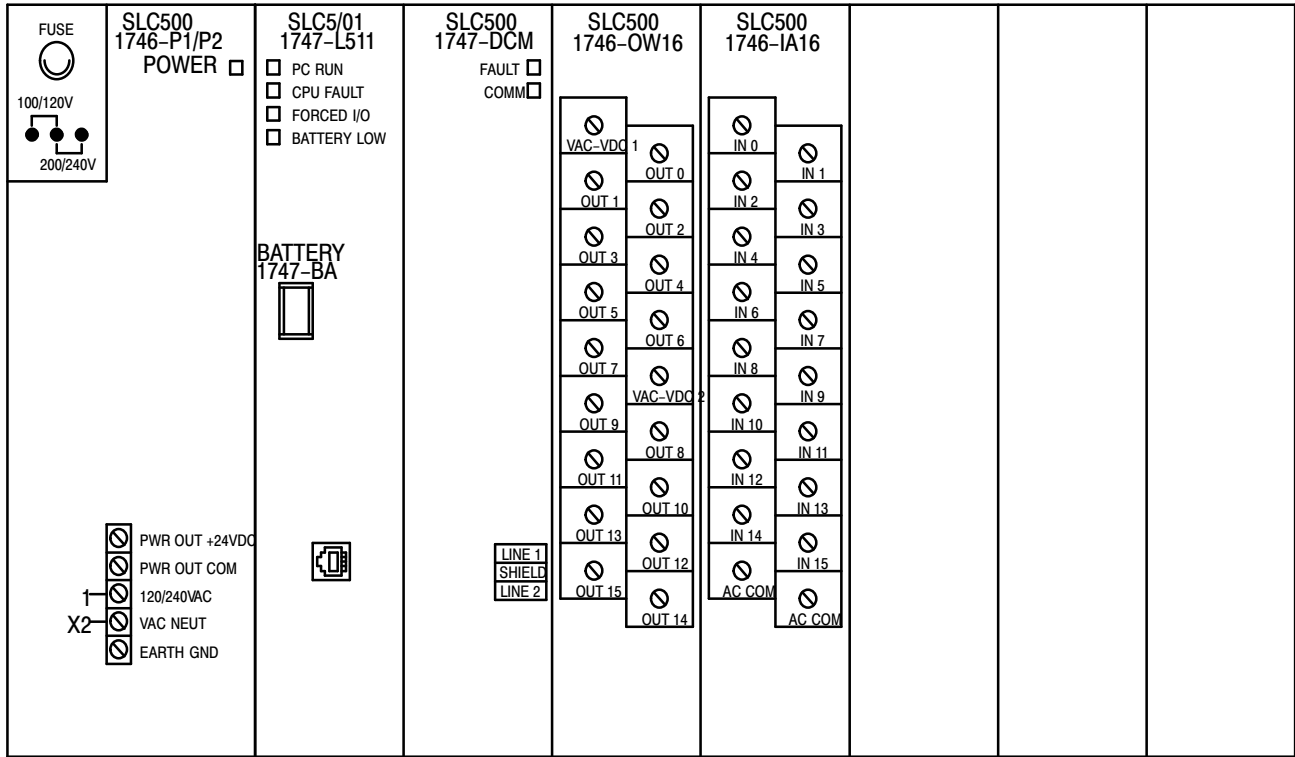 FUSE
100/120V
200/240V
SLC500
1746-P1/P2
POWER
PWR OUT +24VDC
PWR OUT COM
1
120/240VAC
X2
VAC NEUT
EARTH GND
SLC5/01
1747-L511
PC RUN
CPU FAULT
FORCED I/O
BATTERY LOW
BATTERY
1747-BA
SLC500
1747-DCM
FAULT
COMM
LINE 1
SHIELD
LINE 2
SLC500
1746-OW16
VAC-VDC 1
OUT 0
OUT 1
OUT 2
OUT 3
OUT 4
OUT 5
OUT 6
OUT 7
VAC-VDC 2
OUT 9
OUT 8
OUT 11
OUT 10
OUT 13
OUT 12
OUT 15
OUT 14
SLC500
1746-IA16
IN 0
IN 1
IN 2
IN 3
IN 4
IN 5
IN 6
IN 7
IN 8
IN 9
IN 10
IN 11
IN 12
IN 13
IN 14
IN 15
AC COM
AC COM